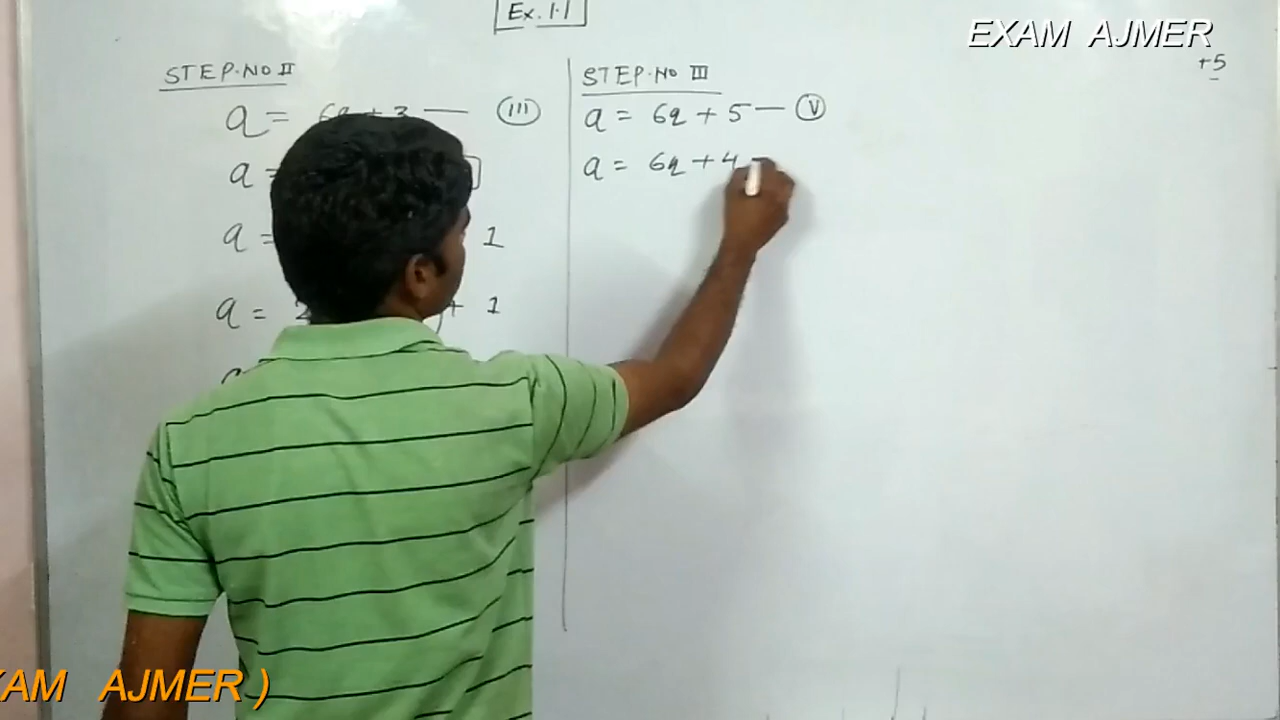 Ex. 1.1
EXAM AJMER
+5
STEP. NO II
a = 6q + 3 — (III)
a =
a = 1
a = 2 ) + 1
STEP. NO III
a = 6q + 5 — (V)
a = 6q + 4
AM AJMER )